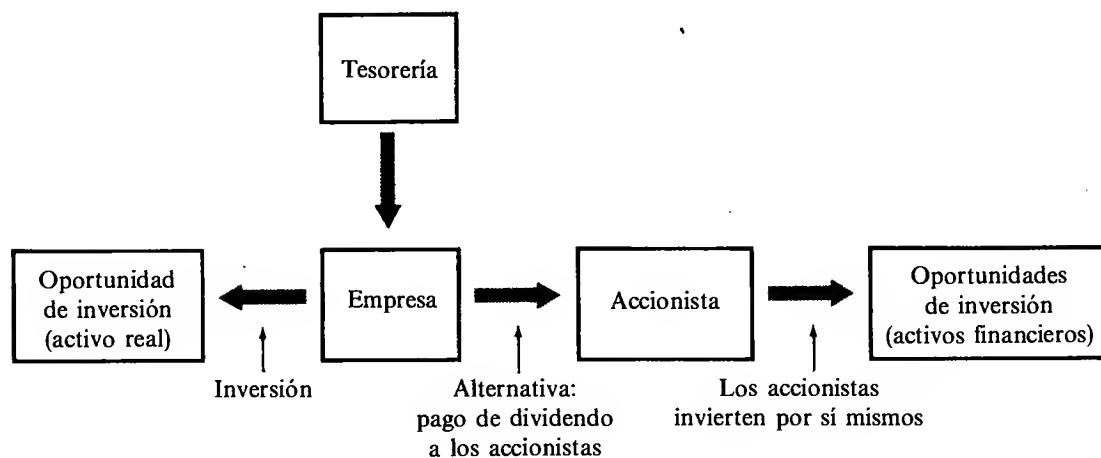 Tesorería
Oportunidad
de inversión
(activo real)
Empresa
Accionista
Oportunidades
de inversión
(activos financieros)
Inversión
Alternativa:
pago de dividendo
a los accionistas
Los accionistas
invierten por sí mismos